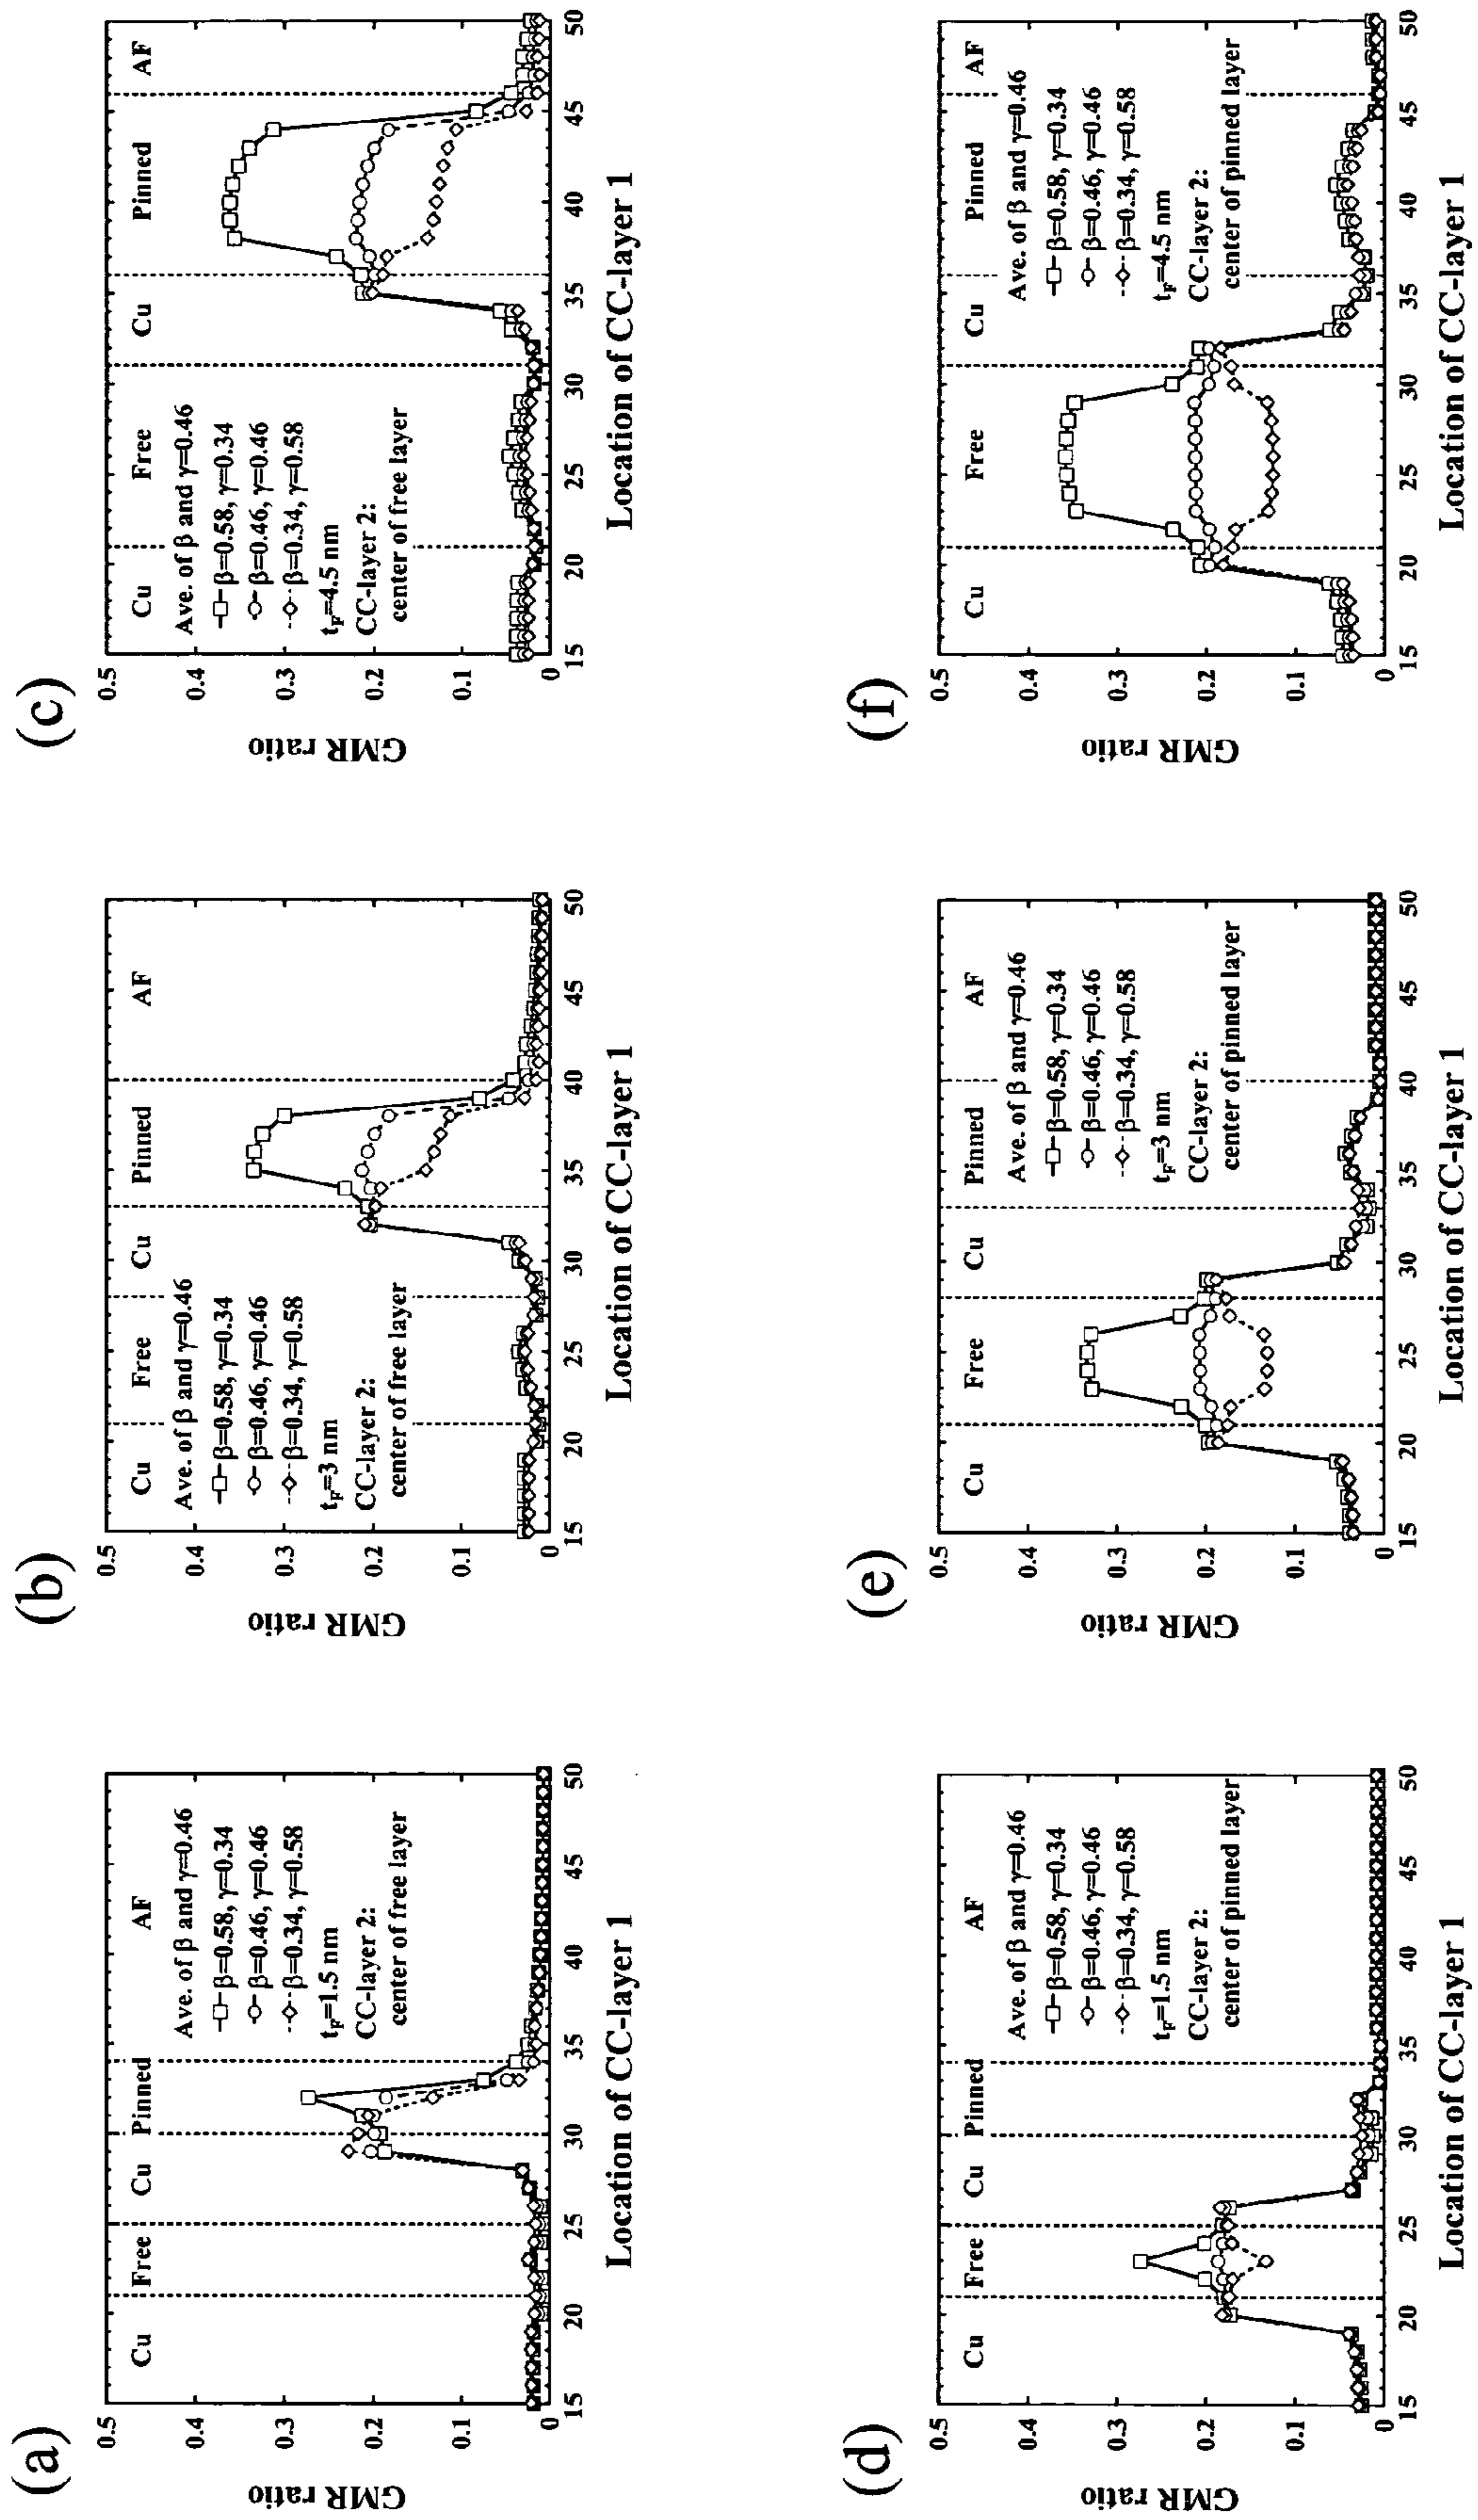 (a)
GMR ratio
0.5
0.4
0.3
0.2
0.1
0
Cu Free Cu Pinned AF
Ave. of β and γ=0.46
β=0.58, γ=0.34
β=0.46, γ=0.46
β=0.34, γ=0.58
tF=1.5 nm
CC-layer 2:
center of free layer
15 20 25 30 35 40 45 50
Location of CC-layer 1
(b)
GMR ratio
0.5
0.4
0.3
0.2
0.1
0
Cu Free Cu Pinned AF
Ave. of β and γ=0.46
β=0.58, γ=0.34
β=0.46, γ=0.46
β=0.34, γ=0.58
tF=3 nm
CC-layer 2:
center of free layer
15 20 25 30 35 40 45 50
Location of CC-layer 1
(c)
GMR ratio
0.5
0.4
0.3
0.2
0.1
0
Cu Free Cu Pinned AF
Ave. of β and γ=0.46
β=0.58, γ=0.34
β=0.46, γ=0.46
β=0.34, γ=0.58
tF=4.5 nm
CC-layer 2:
center of free layer
15 20 25 30 35 40 45 50
Location of CC-layer 1
(d)
GMR ratio
0.5
0.4
0.3
0.2
0.1
0
Cu Free Cu Pinned AF
Ave. of β and γ=0.46
β=0.58, γ=0.34
β=0.46, γ=0.46
β=0.34, γ=0.58
tF=1.5 nm
CC-layer 2:
center of pinned layer
15 20 25 30 35 40 45 50
Location of CC-layer 1
(e)
GMR ratio
0.5
0.4
0.3
0.2
0.1
0
Cu Free Cu Pinned AF
Ave. of β and γ=0.46
β=0.58, γ=0.34
β=0.46, γ=0.46
β=0.34, γ=0.58
tF=3 nm
CC-layer 2:
center of pinned layer
15 20 25 30 35 40 45 50
Location of CC-layer 1
(f)
GMR ratio
0.5
0.4
0.3
0.2
0.1
0
Cu Free Cu Pinned AF
Ave. of β and γ=0.46
β=0.58, γ=0.34
β=0.46, γ=0.46
β=0.34, γ=0.58
tF=4.5 nm
CC-layer 2:
center of pinned layer
15 20 25 30 35 40 45 50
Location of CC-layer 1